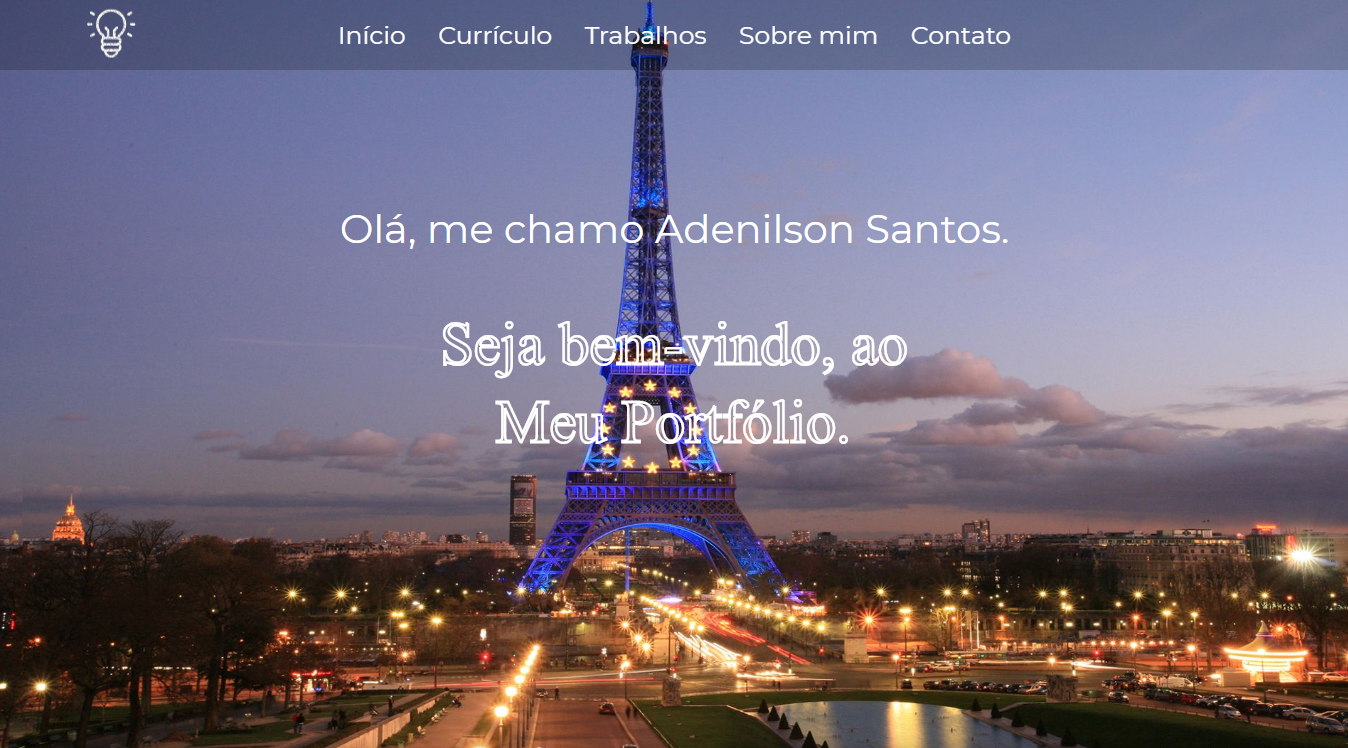 Início Currículo Trabalhos Sobre mim Contato
Olá, me chamo Adenilson Santos.
Seja bem-vindo, ao
Meu Portfólio.